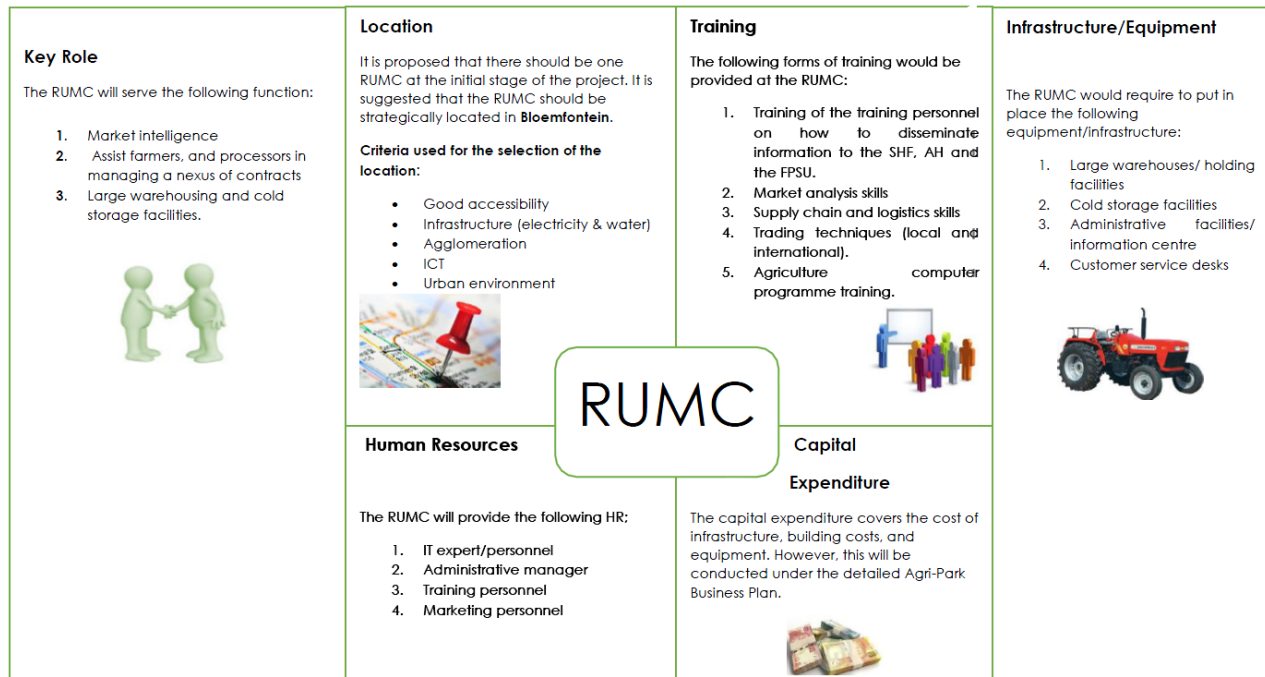 Key Role
The RUMC will serve the following function:
1. Market intelligence
2. Assist farmers, and processors in
managing a nexus of contracts
3. Large warehousing and cold
storage facilities.
Location
It is proposed that there should be one
RUMC at the initial stage of the project. It is
suggested that the RUMC should be
strategically located in Bloemfontein.
Criteria used for the selection of the
location:
• Good accessibility
• Infrastructure (electricity & water)
• Agglomeration
• ICT
• Urban environment
Training
The following forms of training would be
provided at the RUMC:
1. Training of the training personnel
on how to disseminate
information to the SHF, AH and
the FPSU.
2. Market analysis skills
3. Supply chain and logistics skills
4. Trading techniques (local and
international).
5. Agriculture computer
programme training.
Infrastructure/Equipment
The RUMC would require to put in
place the following
equipment/infrastructure:
1. Large warehouses/ holding
facilities
2. Cold storage facilities
3. Administrative facilities/
information centre
4. Customer service desks
RUMC
Human Resources
The RUMC will provide the following HR;
1. IT expert/personnel
2. Administrative manager
3. Training personnel
4. Marketing personnel
Capital
Expenditure
The capital expenditure covers the cost of
infrastructure, building costs, and
equipment. However, this will be
conducted under the detailed Agri-Park
Business Plan.